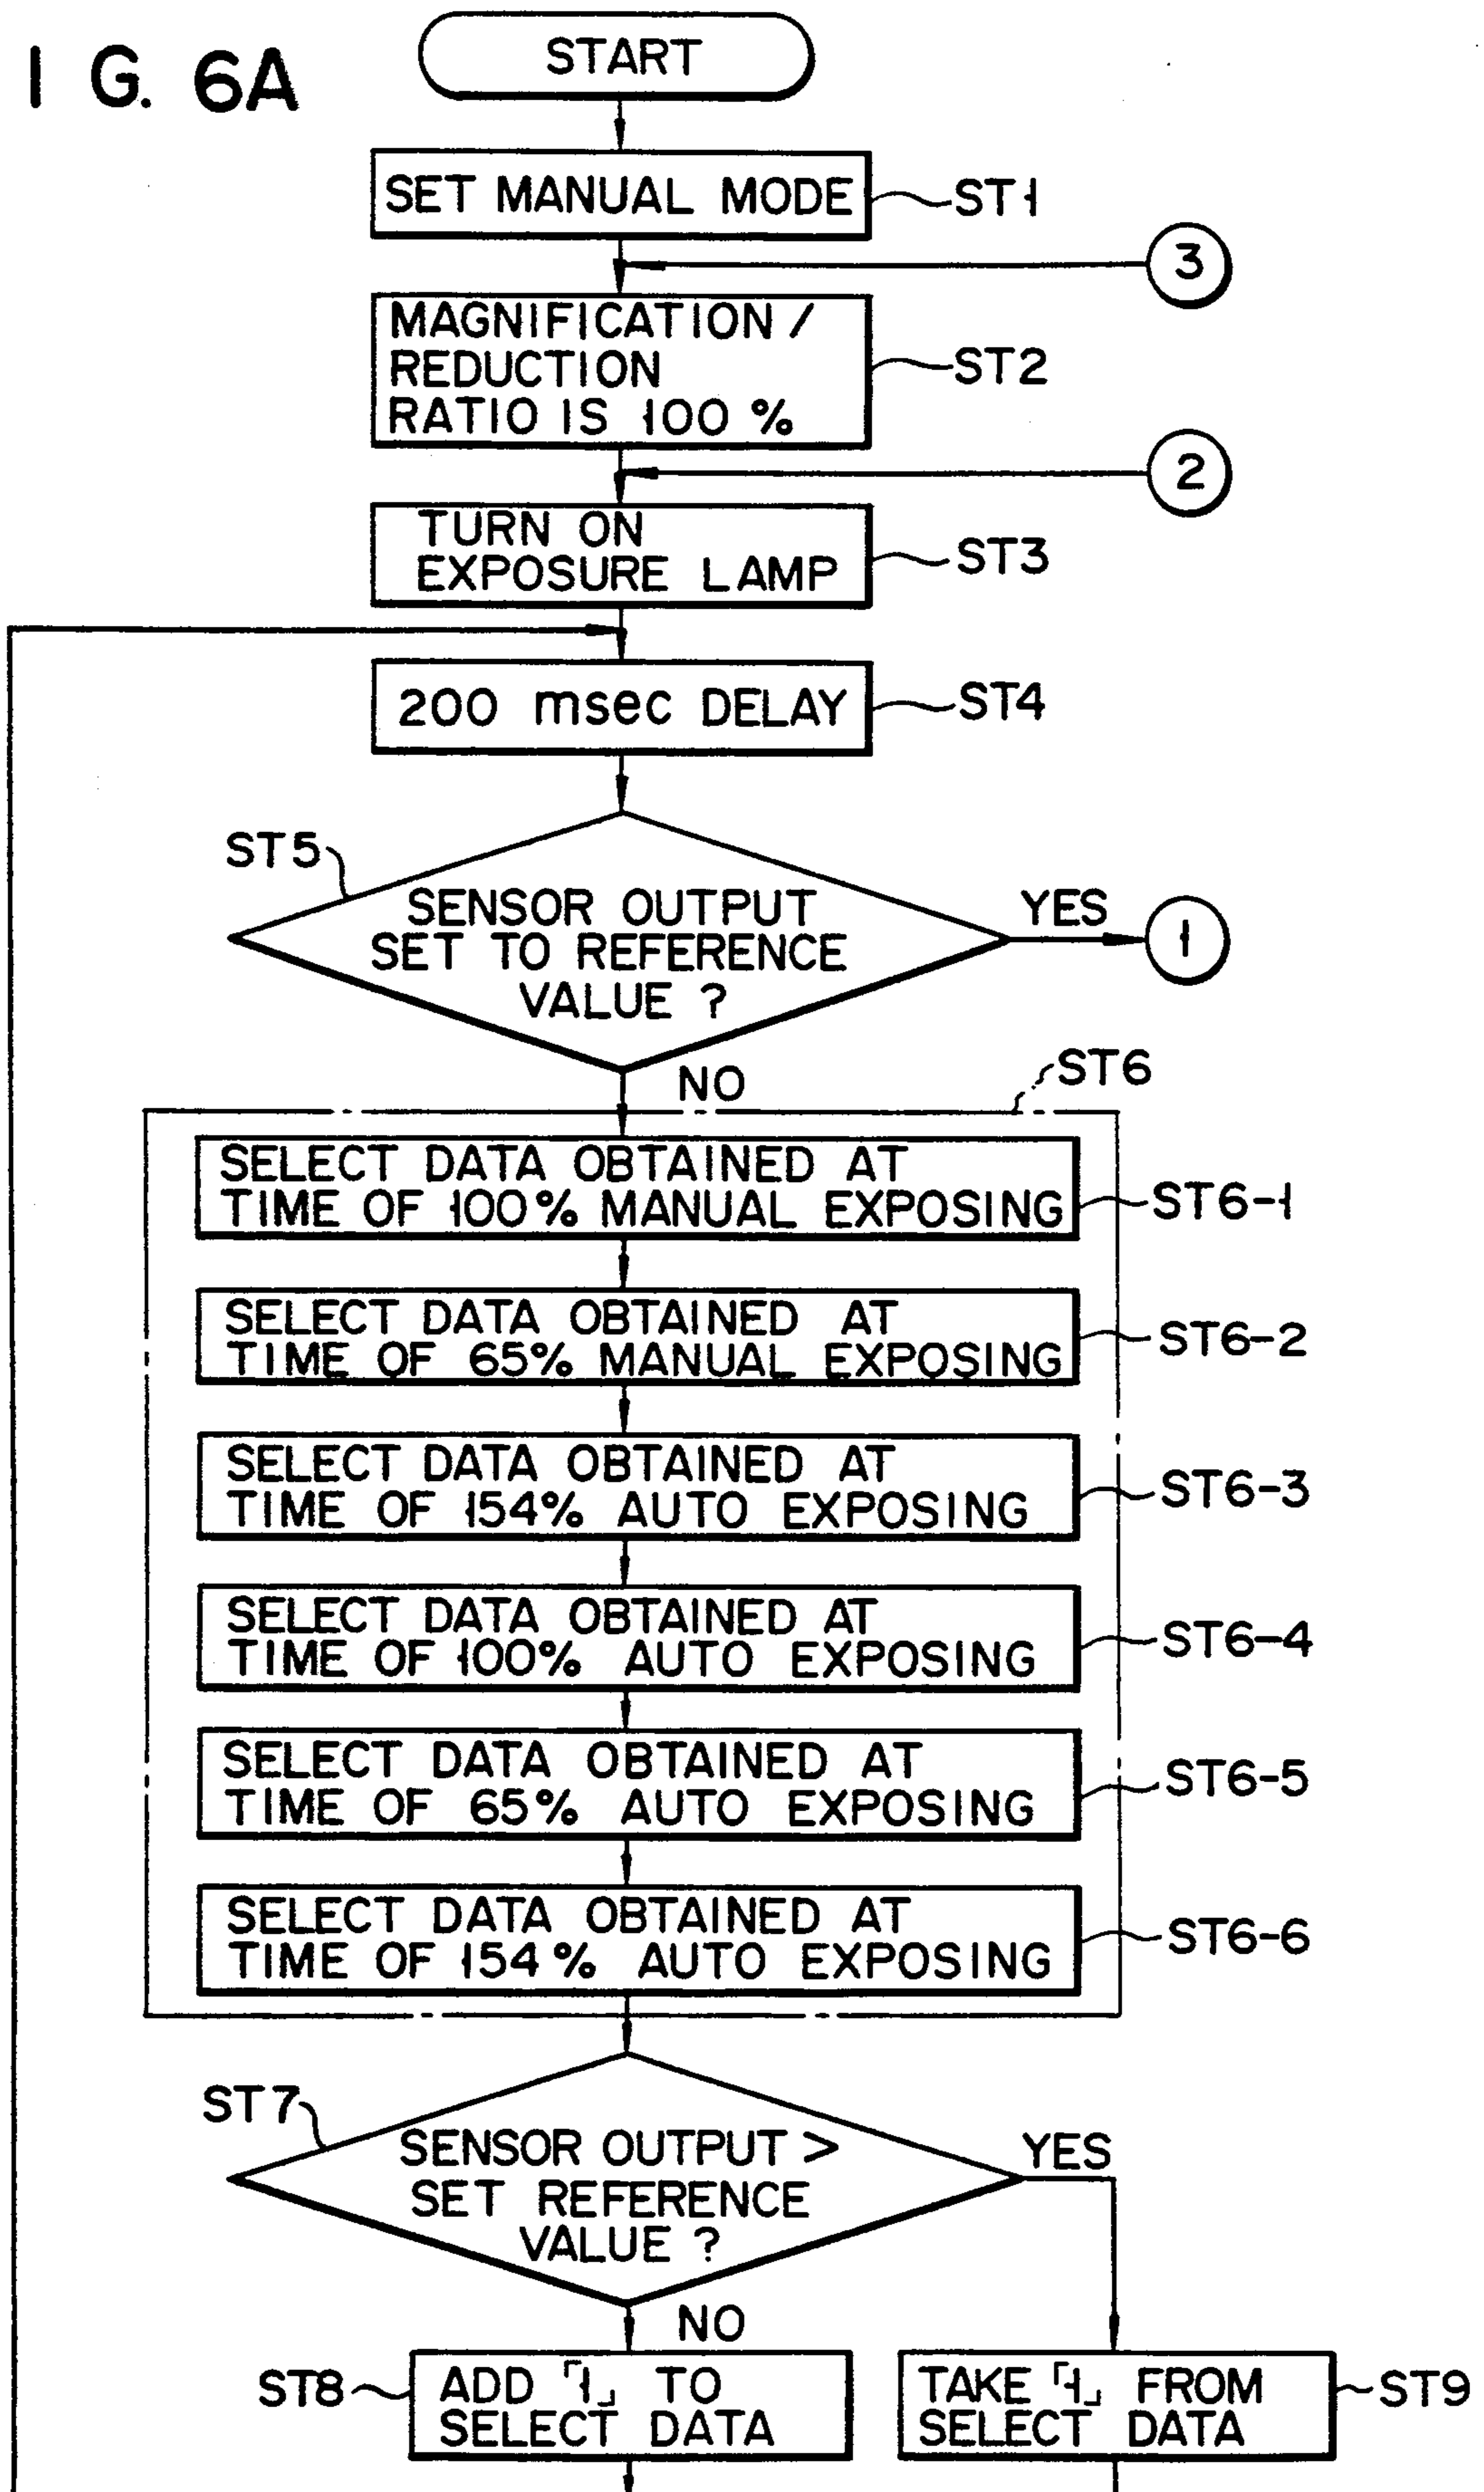 I G. 6A
START
SET MANUAL MODE
ST1
3
MAGNIFICATION /
REDUCTION
RATIO IS 100 %
ST2
2
TURN ON
EXPOSURE LAMP
ST3
200 msec DELAY
ST4
ST5
SENSOR OUTPUT
SET TO REFERENCE
VALUE ?
YES
1
NO
ST6
SELECT DATA OBTAINED AT
TIME OF 100% MANUAL EXPOSING
ST6-1
SELECT DATA OBTAINED AT
TIME OF 65% MANUAL EXPOSING
ST6-2
SELECT DATA OBTAINED AT
TIME OF 154% AUTO EXPOSING
ST6-3
SELECT DATA OBTAINED AT
TIME OF 100% AUTO EXPOSING
ST6-4
SELECT DATA OBTAINED AT
TIME OF 65% AUTO EXPOSING
ST6-5
SELECT DATA OBTAINED AT
TIME OF 154% AUTO EXPOSING
ST6-6
ST7
SENSOR OUTPUT >
SET REFERENCE
VALUE ?
YES
NO
ST8
ADD「1」TO
SELECT DATA
TAKE「1」FROM
SELECT DATA
ST9